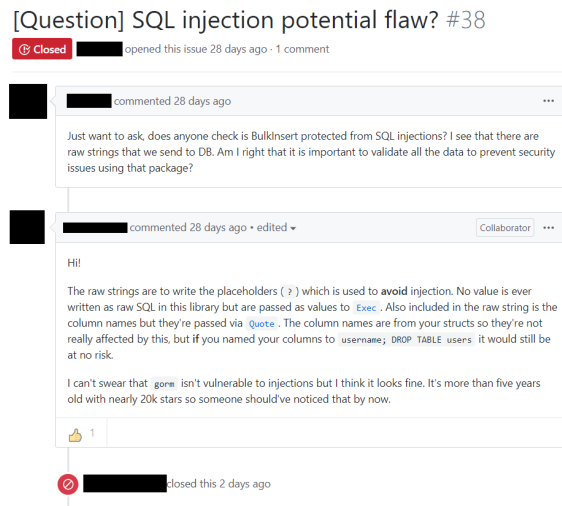 [Question] SQL injection potential flaw? #38
Closed opened this issue 28 days ago · 1 comment
commented 28 days ago
Just want to ask, does anyone check is BulkInsert protected from SQL injections? I see that there are
raw strings that we send to DB. Am I right that it is important to validate all the data to prevent security
issues using that package?
commented 28 days ago • edited Collaborator
Hi!
The raw strings are to write the placeholders ( ? ) which is used to avoid injection. No value is ever
written as raw SQL in this library but are passed as values to Exec . Also included in the raw string is the
column names but they're passed via Quote . The column names are from your structs so they're not
really affected by this, but if you named your columns to username; DROP TABLE users it would still be
at no risk.
I can't swear that gorm isn't vulnerable to injections but I think it looks fine. It's more than five years
old with nearly 20k stars so someone should've noticed that by now.
1
closed this 2 days ago